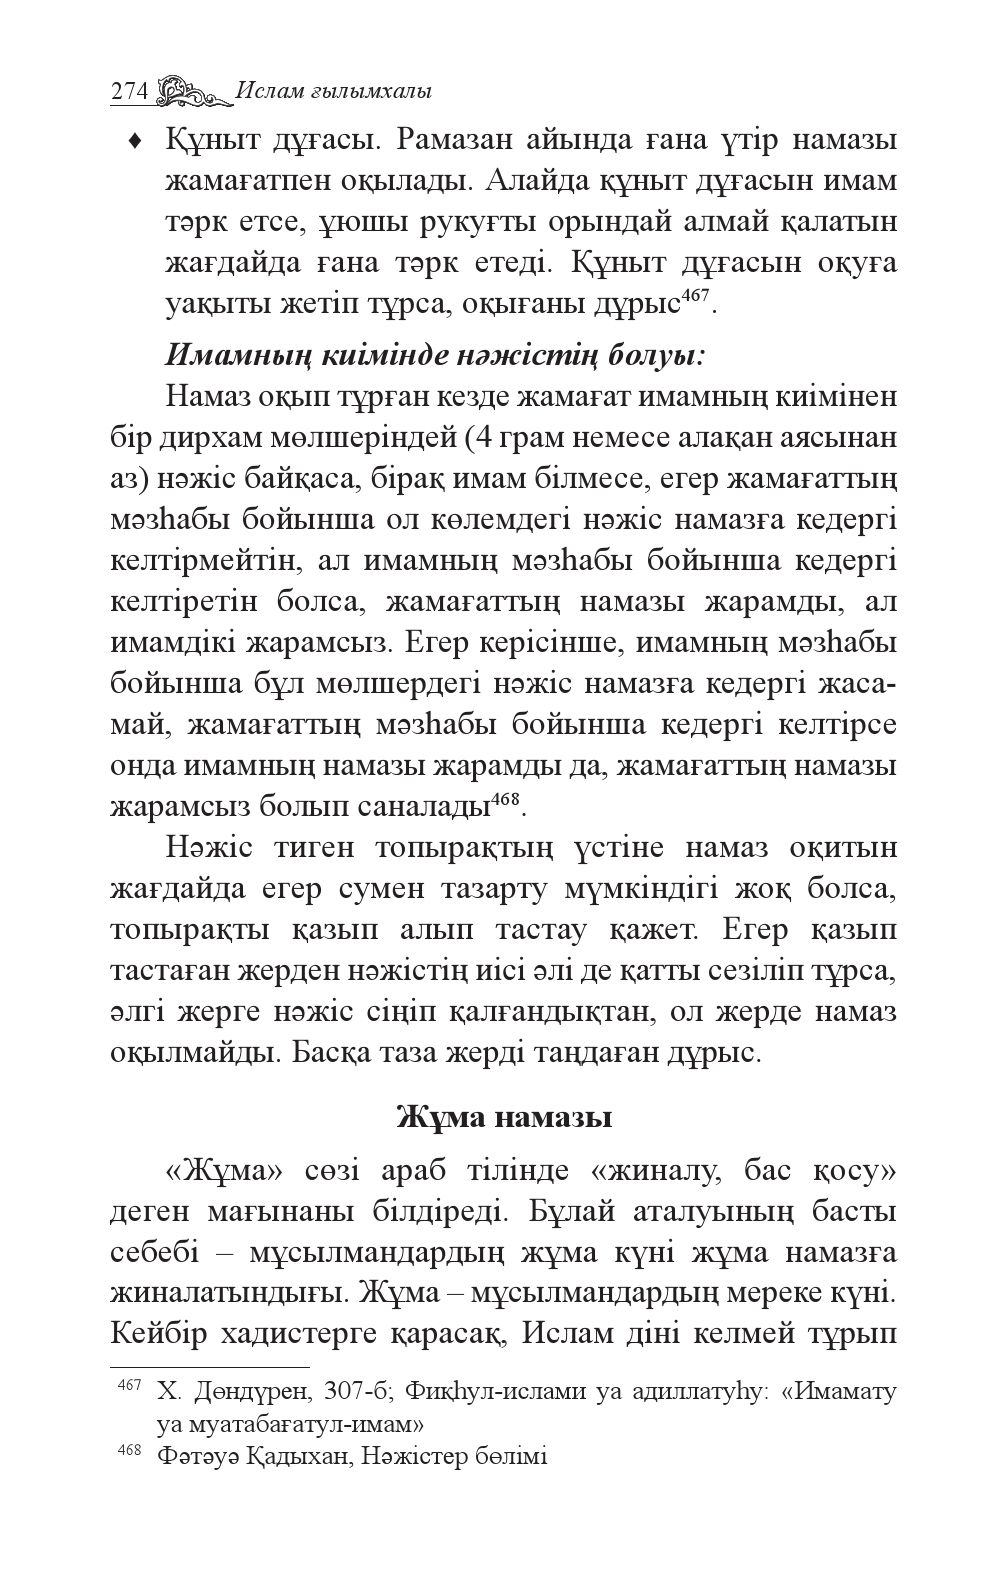 274 Ислам ғылымхалы
♦ Құныт дұғасы. Рамазан айында ғана үтір намазы
жамағатпен оқылады. Алайда құныт дұғасын имам
тәрк етсе, ұюшы рукуғты орындай алмай қалатын
жағдайда ғана тәрк етеді. Құныт дұғасын оқуға
уақыты жетіп тұрса, оқығаны дұрыс467.
Имамның киімінде нәжістің болуы:
Намаз оқып тұрған кезде жамағат имамның киімінен
бір дирхам мөлшеріндей (4 грам немесе алақан аясынан
аз) нәжіс байқаса, бірақ имам білмесе, егер жамағаттың
мәзһабы бойынша ол көлемдегі нәжіс намазға кедергі
келтірмейтін, ал имамның мәзһабы бойынша кедергі
келтіретін болса, жамағаттың намазы жарамды, ал
имамдікі жарамсыз. Егер керісінше, имамның мәзһабы
бойынша бұл мөлшердегі нәжіс намазға кедергі жаса-
май, жамағаттың мәзһабы бойынша кедергі келтірсе
онда имамның намазы жарамды да, жамағаттың намазы
жарамсыз болып саналады468.
Нәжіс тиген топырақтың үстіне намаз оқитын
жағдайда егер сумен тазарту мүмкіндігі жоқ болса,
топырақты қазып алып тастау қажет. Егер қазып
тастаған жерден нәжістің иісі әлі де қатты сезіліп тұрса,
әлгі жерге нәжіс сіңіп қалғандықтан, ол жерде намаз
оқылмайды. Басқа таза жерді таңдаған дұрыс.
Жұма намазы
«Жұма» сөзі араб тілінде «жиналу, бас қосу»
деген мағынаны білдіреді. Бұлай аталуының басты
себебі – мұсылмандардың жұма күні жұма намазға
жиналатындығы. Жұма – мұсылмандардың мереке күні.
Кейбір хадистерге қарасақ, Ислам діні келмей тұрып
467 Х. Дөндүрен, 307-б; Фиқһул-ислами уа адиллатуһу: «Имамату
уа муатабағатул-имам»
468 Фәтәуә Қадыхан, Нәжістер бөлімі